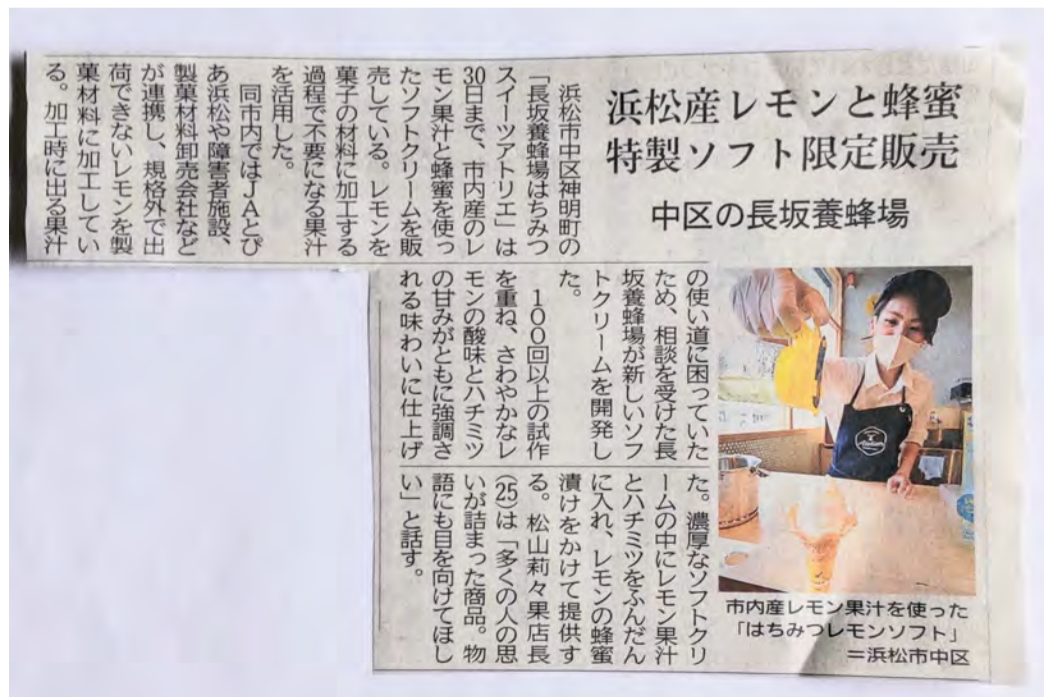 浜松産レモンと蜂蜜
特製ソフト限定販売
中区の長坂養蜂場
浜松市中区神明町の
「長坂養蜂場はちみつ
スイーツアトリエ」は
30日まで、市内産のレ
モン果汁と蜂蜜を使っ
たソフトクリームを販
売している。レモンを
菓子の材料に加工する
過程で不要になる果汁
を活用した。
同市内ではJAとぴ
あ浜松や障害者施設、
製菓材料卸売会社など
が連携し、規格外で出
荷できないレモンを製
菓材料に加工してい
る。加工時に出る果汁
の使い道に困っていた
ため、相談を受けた長
坂養蜂場が新しいソフ
トクリームを開発し
た。
100回以上の試作
を重ね、さわやかなレ
モンの酸味とハチミツ
の甘みがともに強調さ
れる味わいに仕上げ
た。濃厚なソフトクリ
ームの中にレモン果汁
とハチミツをふんだん
に入れ、レモンの蜂蜜
漬けをかけて提供す
る。松山莉々果店長
(25)は「多くの人の思
いが詰まった商品。物
語にも目を向けてほし
い」と話す。
市内産レモン果汁を使った
「はちみつレモンソフト」
＝浜松市中区